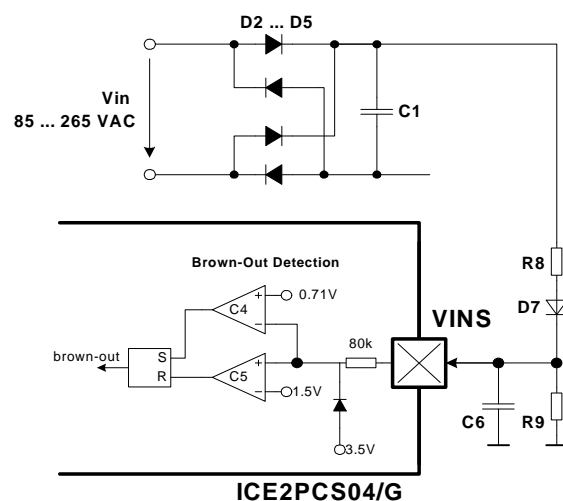 D2 ... D5
Vin
85 ... 265 VAC
C1
R8
D7
Brown-Out Detection
VINS
C4
+
0.71V
−
80k
brown-out
S
R
C5
+
−
1.5V
C6
R9
3.5V
ICE2PCS04/G